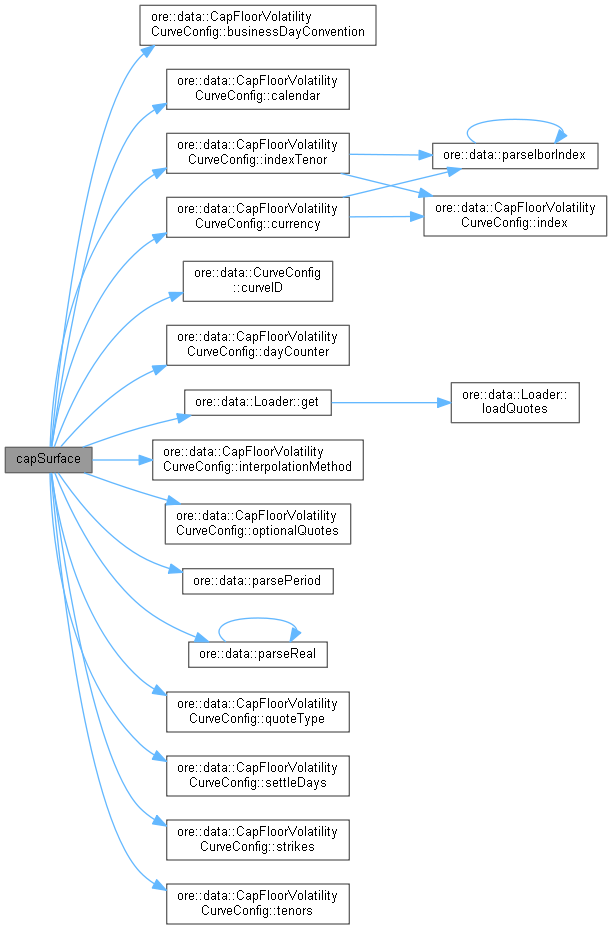 ore::data::CapFloorVolatility
CurveConfig::businessDayConvention
ore::data::CapFloorVolatility
CurveConfig::calendar
ore::data::CapFloorVolatility
CurveConfig::indexTenor
ore::data::parseIborIndex
ore::data::CapFloorVolatility
CurveConfig::currency
ore::data::CapFloorVolatility
CurveConfig::index
ore::data::CurveConfig
::curveID
ore::data::CapFloorVolatility
CurveConfig::dayCounter
ore::data::Loader::get
ore::data::Loader::
loadQuotes
capSurface
ore::data::CapFloorVolatility
CurveConfig::interpolationMethod
ore::data::CapFloorVolatility
CurveConfig::optionalQuotes
ore::data::parsePeriod
ore::data::parseReal
ore::data::CapFloorVolatility
CurveConfig::quoteType
ore::data::CapFloorVolatility
CurveConfig::settleDays
ore::data::CapFloorVolatility
CurveConfig::strikes
ore::data::CapFloorVolatility
CurveConfig::tenors